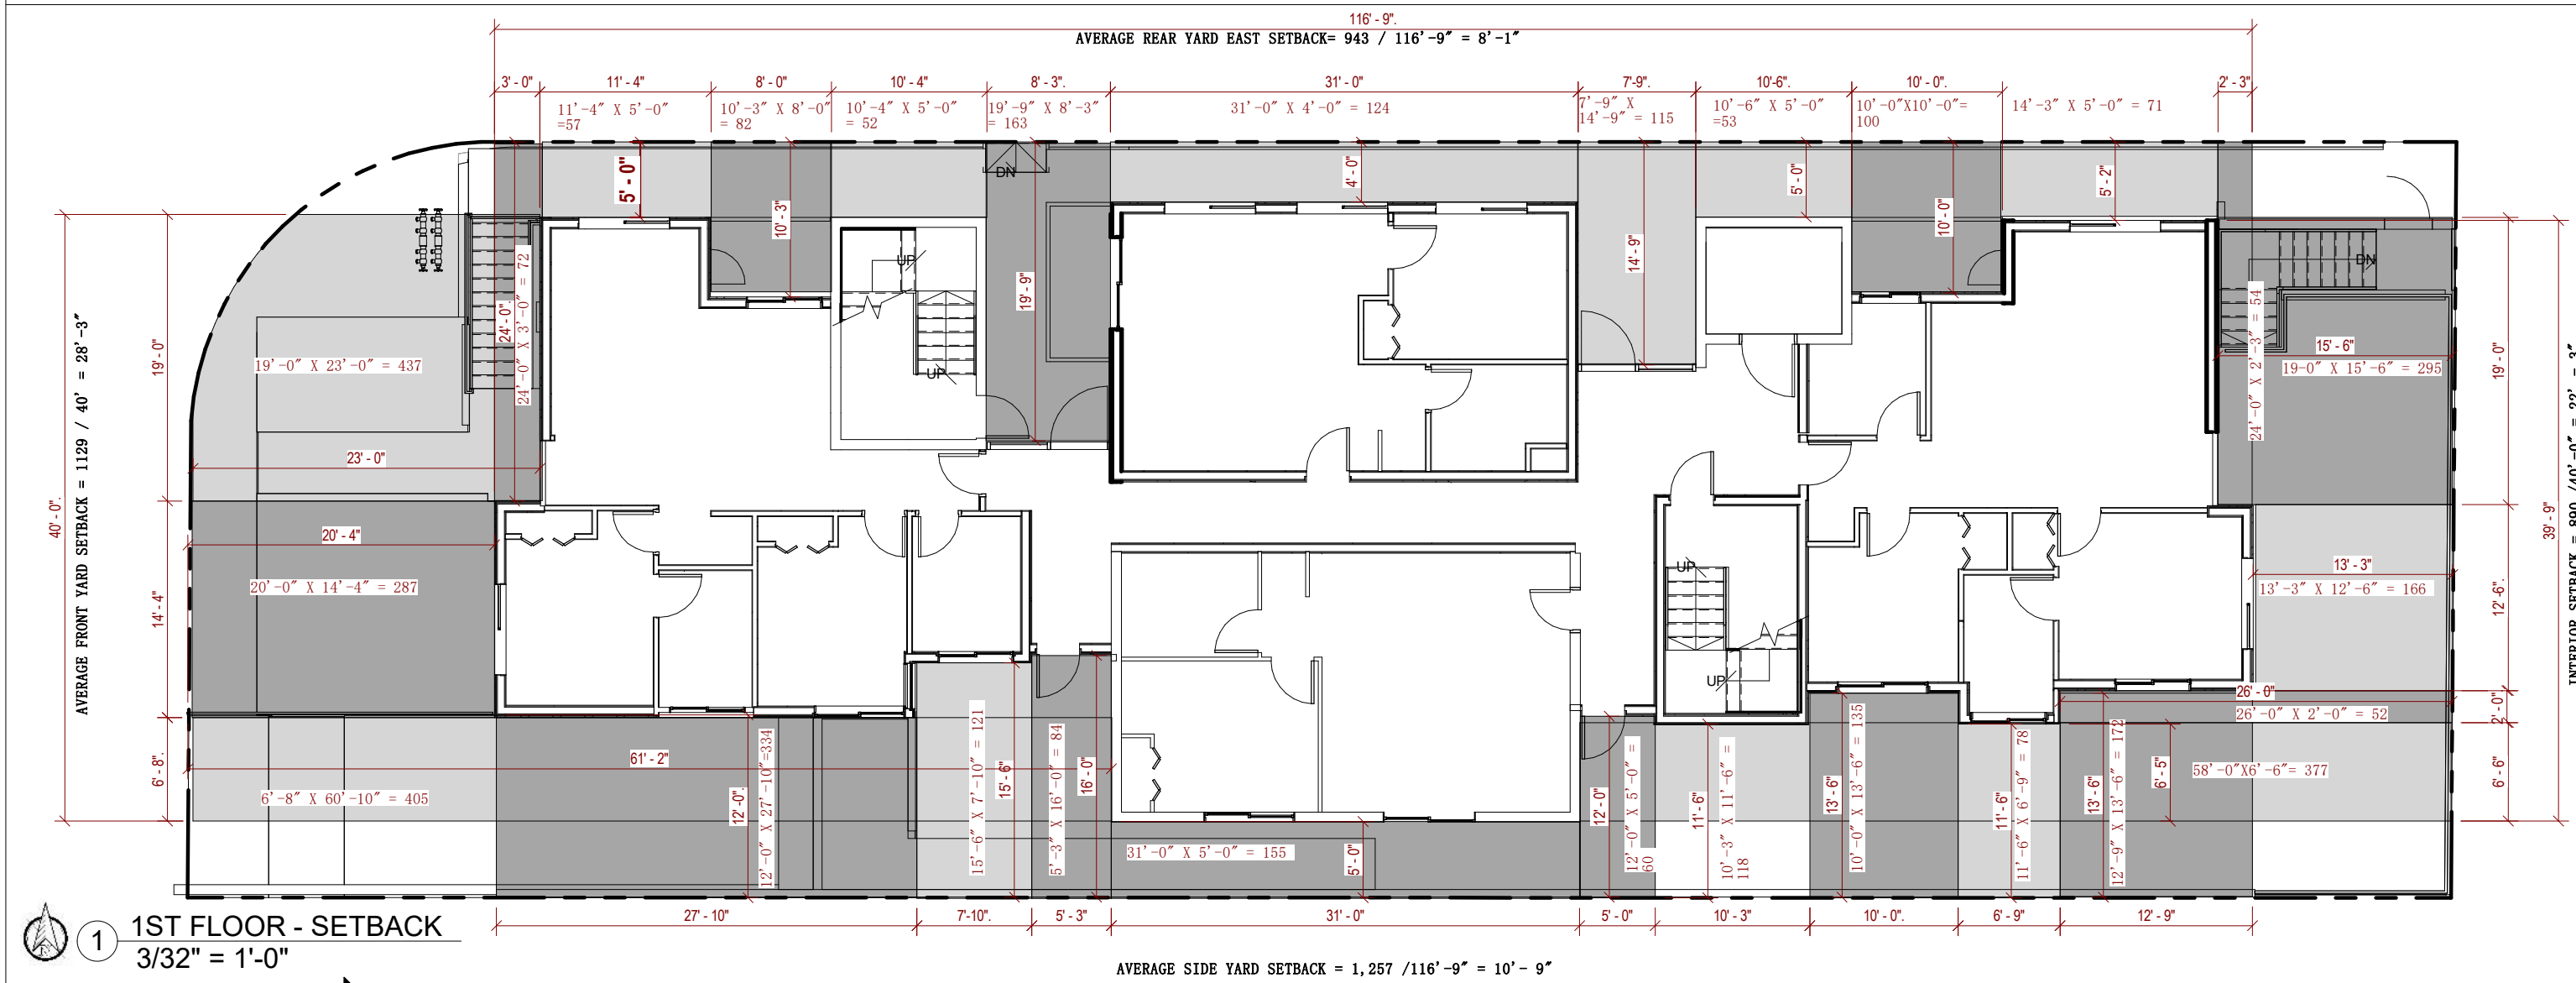 116' - 9".
AVERAGE REAR YARD EAST SETBACK= 943 / 116'-9" = 8'-1"
3' - 0"
11' - 4"
8' - 0"
10' - 4"
8' - 3".
31' - 0"
7'-9".
10'-6".
10' - 0".
2' - 3"
11'-4" X 5'-0"
=57
10'-3" X 8'-0"
= 82
10'-4" X 5'-0"
= 52
19'-9" X 8'-3"
= 163
31'-0" X 4'-0" = 124
7'-9" X
14'-9" = 115
10'-6" X 5'-0"
=53
10'-0"X10'-0"=
100
14'-3" X 5'-0" = 71
5' - 0"
10' - 3"
DN
19' - 9"
4' - 0"
14' - 9"
5' - 0"
10' - 0"
5' - 2"
UP
UP
DN
24' - 0".
24'-0" X 3'-0" = 72
24'-0" X 2'-3" = 54
15' - 6"
19-0" X 15'-6" = 295
19' - 0"
19' - 0"
19'-0" X 23'-0" = 437
23' - 0"
40' - 0".
AVERAGE FRONT YARD SETBACK = 1129 / 40' = 28'-3"
20' - 4"
20'-0" X 14'-4" = 287
14' - 4"
39' - 9"
INTERIOR SETBACK = 890 /40'-0" = 22' - 3"
UP
UP
13' - 3"
13'-3" X 12'-6" = 166
12' -6"
26' - 0"
26'-0" X 2'-0" = 52
2' - 0"
61' - 2"
6' - 8".
6'-8" X 60'-10" = 405
12' -0".
12'-0" X 27'-10"=334
15'-6" X 7'-10" = 121
15' - 6"
5'-3" X 16'-0" = 84
16' - 0"
31'-0" X 5'-0" = 155
5' - 0"
12' - 0"
12'-0" X 5'-0" =
60
11' - 6"
10'-3" X 11'-6" =
118
13' - 6"
10'-0" X 13'-6" = 135
11' - 6"
11'-6" X 6'-9" = 78
13' - 6"
12'-9" X 13'-6" = 172
6' - 5"
58'-0"X6'-6"= 377
6' - 6"
27' - 10"
7'-10".
5' - 3"
31' - 0"
5' - 0"
10' - 3"
10' - 0".
6' - 9"
12' - 9"
1
1ST FLOOR - SETBACK
3/32" = 1'-0"
AVERAGE SIDE YARD SETBACK = 1,257 /116'-9" = 10'- 9"